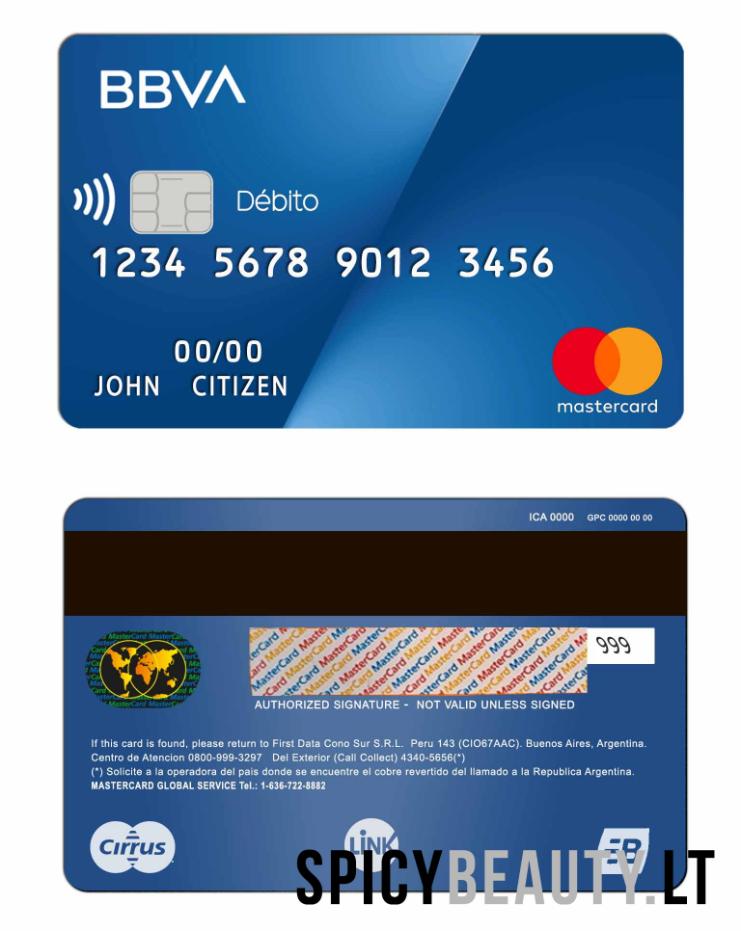 BBVA
Débito
1234 5678 9012 3456
00/00
JOHN CITIZEN
mastercard
ICA 0000 GPC 0000 00 00
MasterCard MasterCard
999
AUTHORIZED SIGNATURE - NOT VALID UNLESS SIGNED
If this card is found, please return to First Data Cono Sur S.R.L. Peru 143 (CIO67AAC). Buenos Aires, Argentina.
Centro de Atencion 0800-999-3297 Del Exterior (Call Collect) 4340-5656(*)
(*) Solicite a la operadora del pais donde se encuentre el cobre revertido del llamado a la Republica Argentina.
MASTERCARD GLOBAL SERVICE Tel.: 1-636-722-8882
Cirrus
LiNK
SPICYBEAUTY.LT